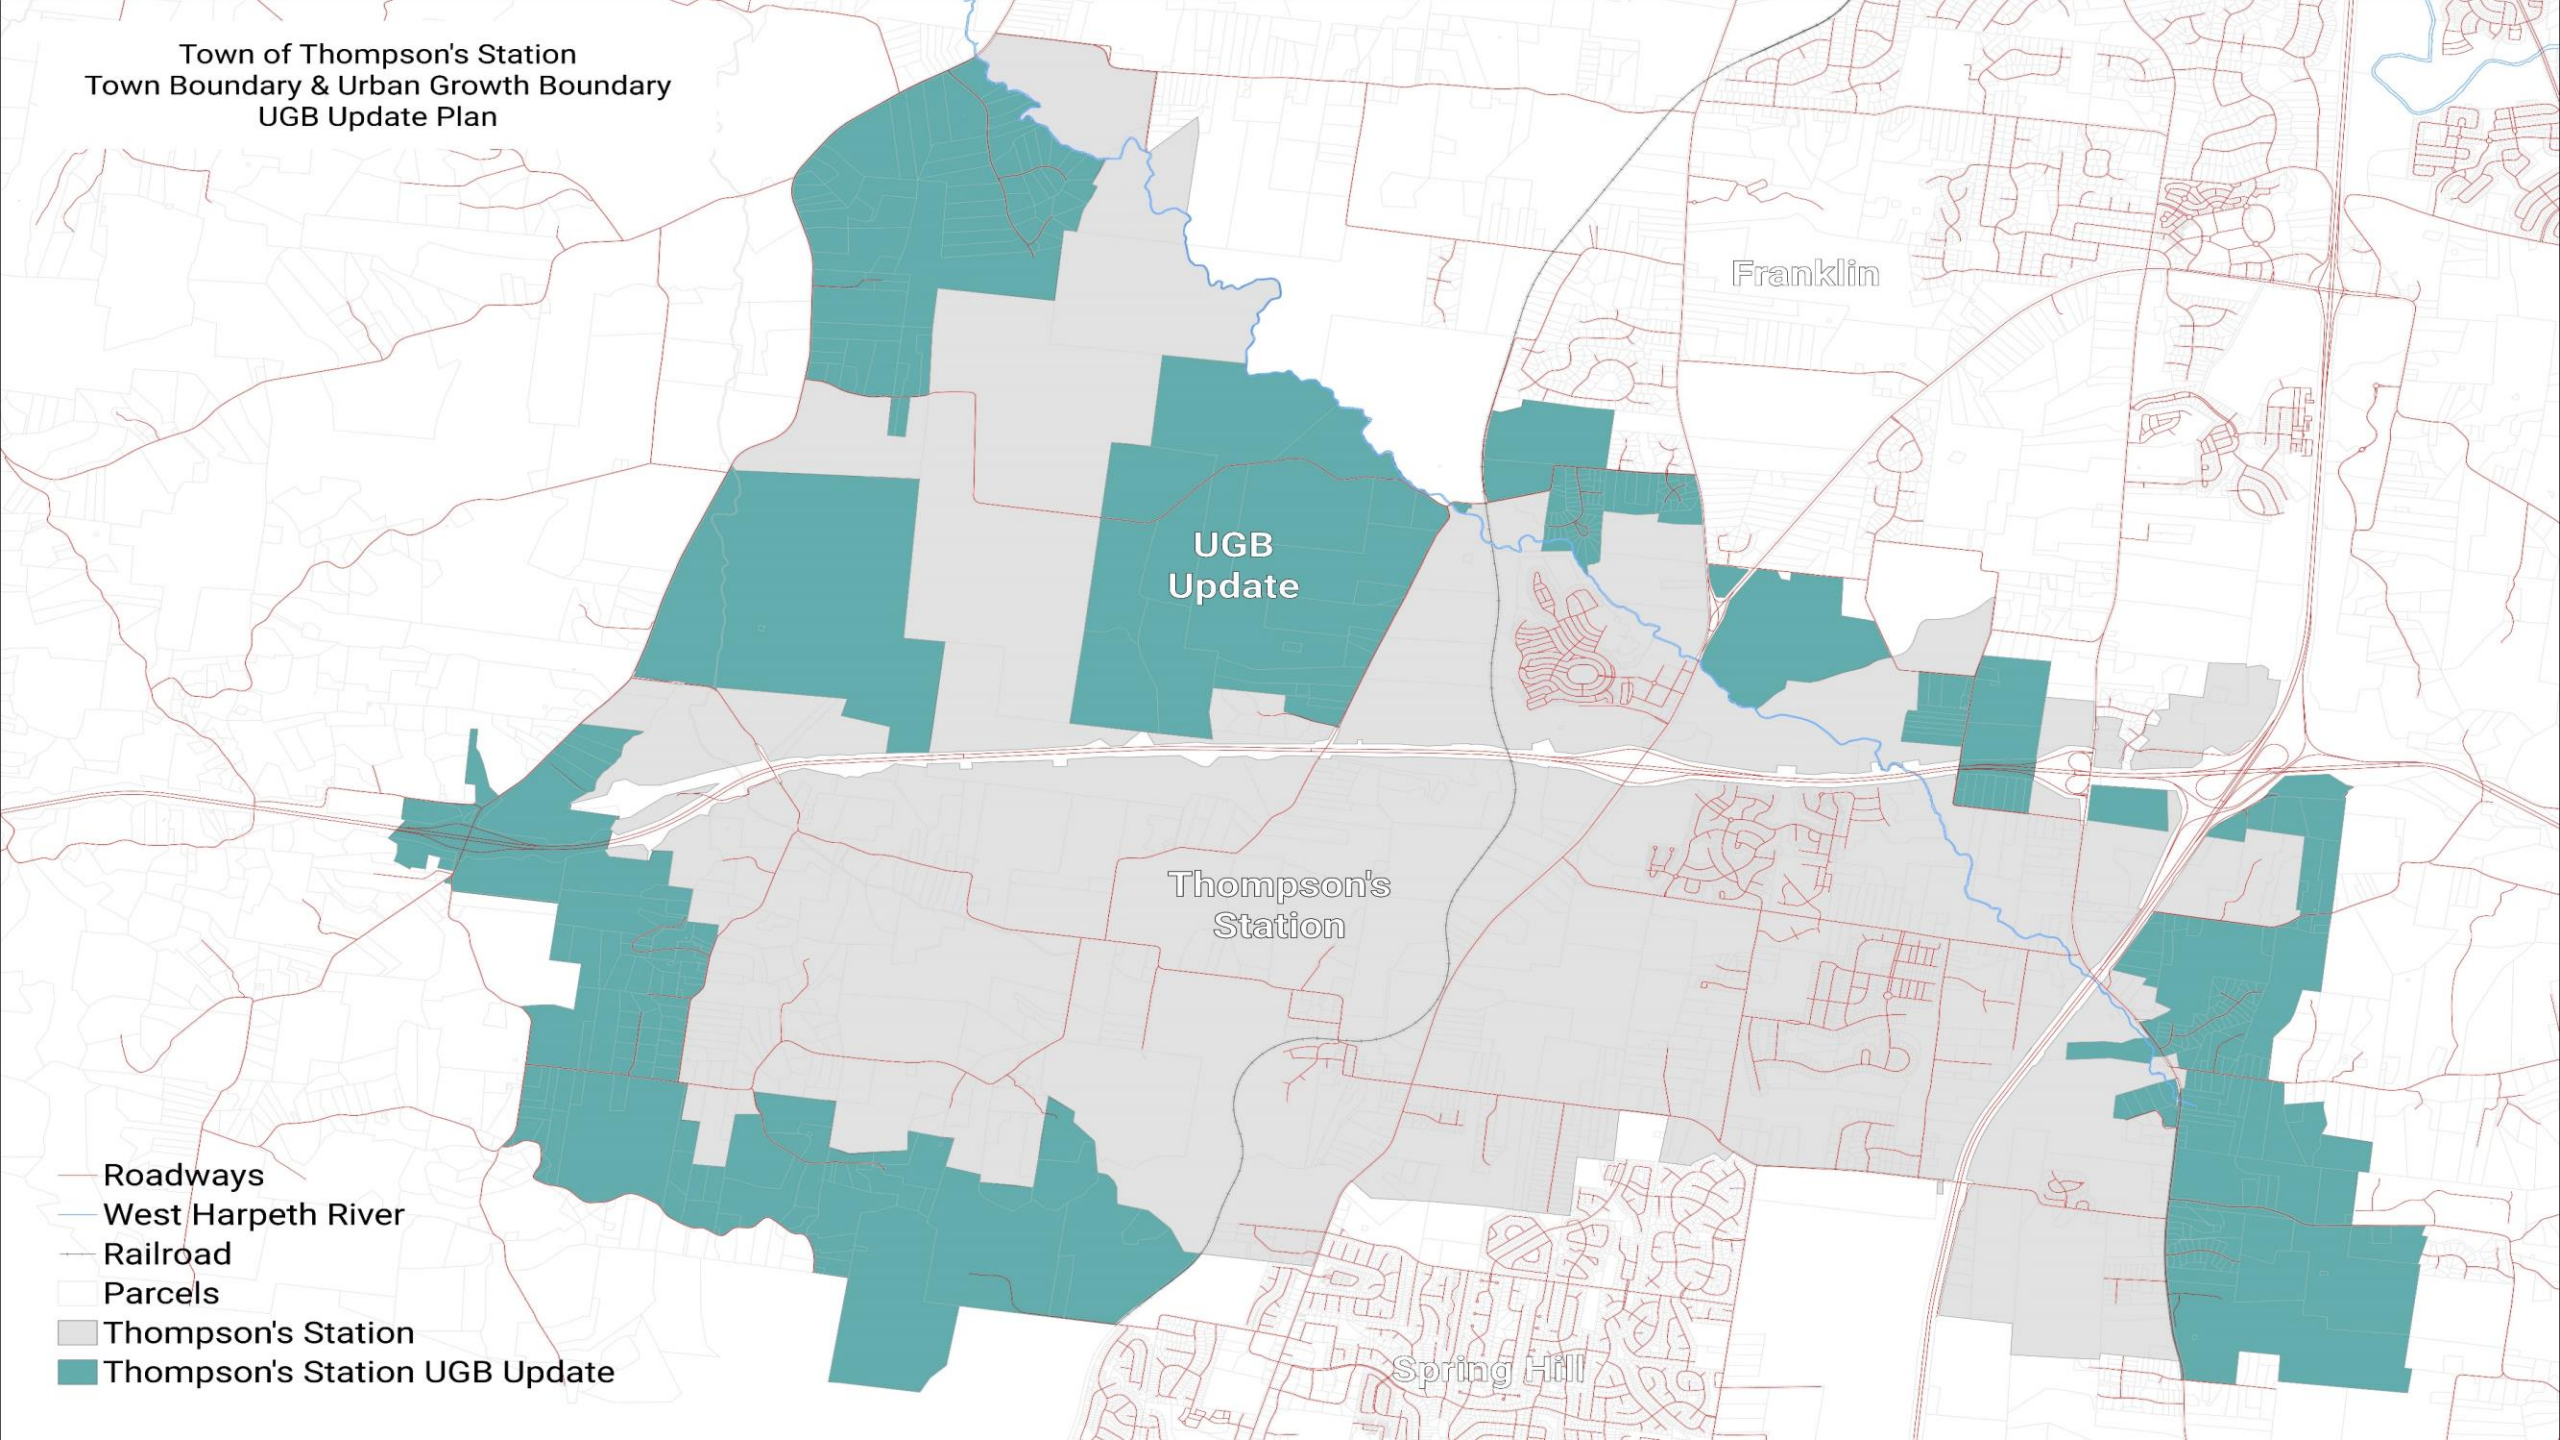 Town of Thompson's Station
Town Boundary & Urban Growth Boundary
UGB Update Plan
Franklin
UGB
Update
Thompson's
Station
Roadways
West Harpeth River
Railroad
Parcels
Thompson's Station
Thompson's Station UGB Update
Spring Hill